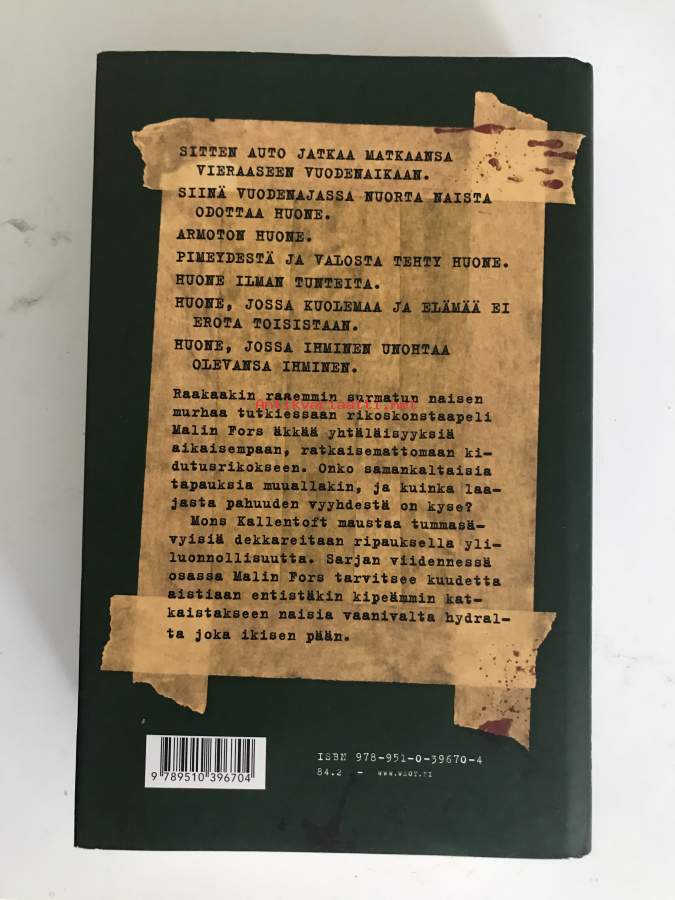 SITTEN AUTO JATKAA MATKAANSA
VIERAASEEN VUODENAIKAAN.
SIINÄ VUODENAJASSA NUORTA NAISTA
ODOTTAA HUONE.
ARMOTON HUONE.
PIMEYDESTÄ JA VALOSTA TEHTY HUONE.
HUONE ILMAN TUNTEITA.
HUONE, JOSSA KUOLEMAA JA ELÄMÄÄ EI
EROTA TOISISTAAN.
HUONE, JOSSA IHMINEN UNOHTAA
OLEVANSA IHMINEN.
Raakaakin raaemmin surmatun naisen
Antikvariaatti.net
murhaa tutkiessaan rikoskonstaapeli
Malin Fors äkkää yhtäläisyyksiä
aikaisempaan, ratkaisemattomaan ki-
dutusrikokseen. Onko samankaltaisia
tapauksia muuallakin, ja kuinka laa-
jasta pahuuden vyyhdestä on kyse?
Mons Kallentoft maustaa tummasä-
vyisiä dekkareitaan ripauksella yli-
luonnollisuutta. Sarjan viidennessä
osassa Malin Fors tarvitsee kuudetta
aistiaan entistäkin kipeämmin kat-
kaistakseen naisia vaanivalta hydral-
ta joka ikisen pään.
ISBN 978-951-0-39670-4
84.2 - WWW.WSOY.FI
9 789510 396704